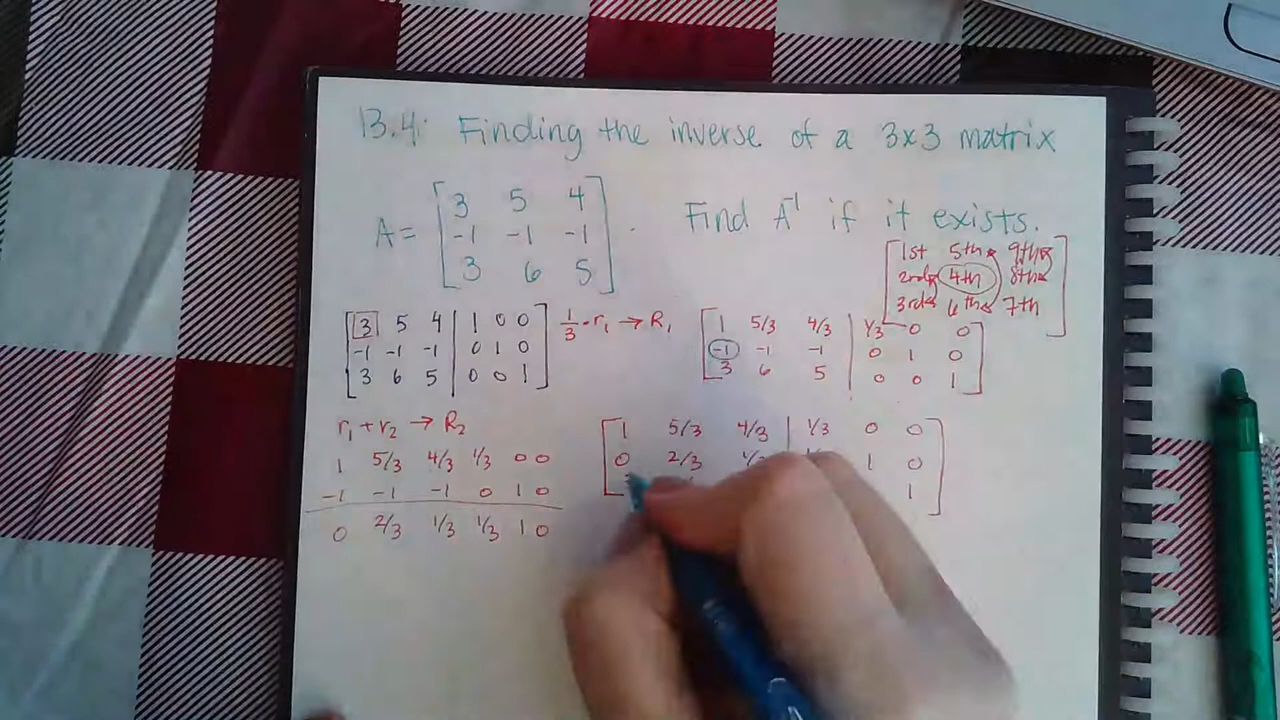 13.4: Finding the inverse of a 3x3 matrix
A = [3 5 4
-1 -1 -1
3 6 5] .
Find A⁻¹ if it exists.
[1st 5th 9th
2nd 4th 8th
3rd 6th 7th]
[3 5 4 | 1 0 0
-1 -1 -1 | 0 1 0
3 6 5 | 0 0 1]
1/3 · r₁ → R₁
[1 5/3 4/3 | 1/3 0 0
-1 -1 -1 | 0 1 0
3 6 5 | 0 0 1]
r₁ + r₂ → R₂
1 5/3 4/3 1/3 0 0
-1 -1 -1 0 1 0
0 2/3 1/3 1/3 1 0
[1 5/3 4/3 | 1/3 0 0
0 2/3 1 0
1]